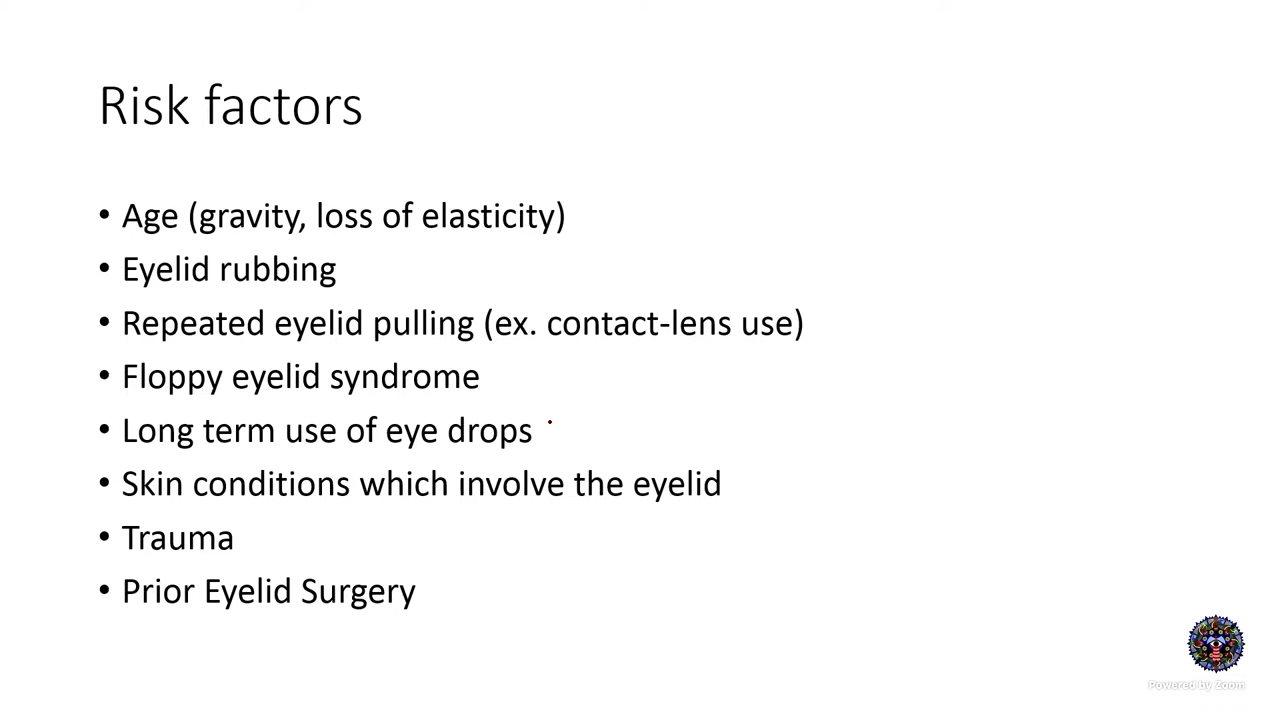 Risk factors
• Age (gravity, loss of elasticity)
• Eyelid rubbing
• Repeated eyelid pulling (ex. contact-lens use)
• Floppy eyelid syndrome
• Long term use of eye drops
• Skin conditions which involve the eyelid
• Trauma
• Prior Eyelid Surgery
Powered by Zoom